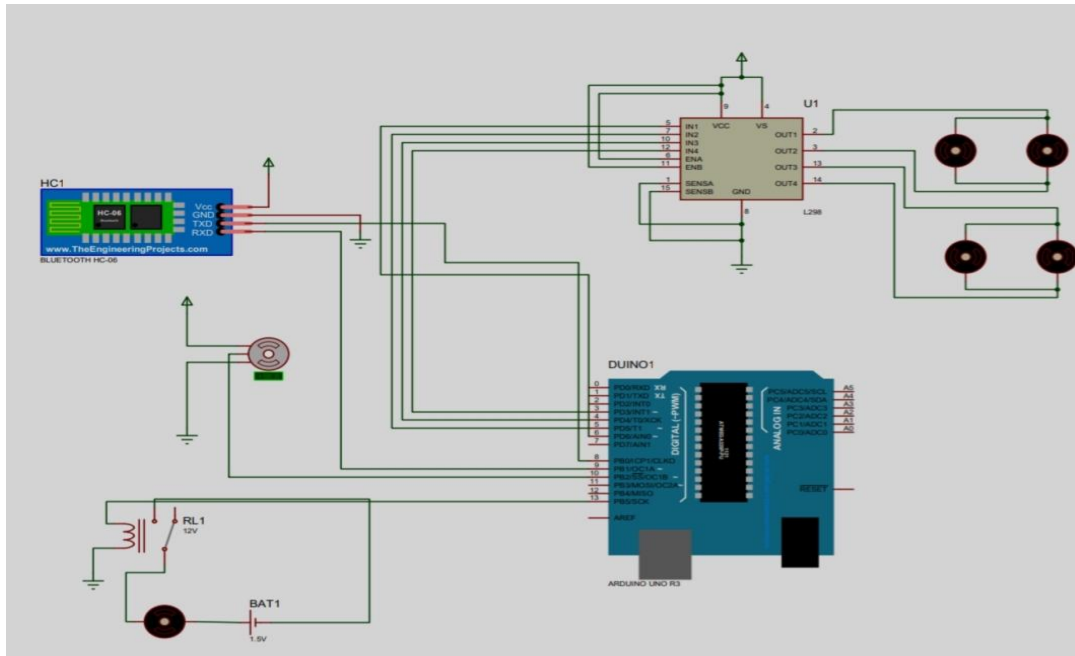 HC1
HC-06
Vcc
GND
TXD
RXD
www.TheEngineeringProjects.com
BLUETOOTH HC-06
U1
9
4
VCC
VS
5
IN1
7
IN2
10
IN3
12
IN4
6
ENA
11
ENB
1
SENSA
15
SENSB
GND
8
OUT1
2
OUT2
3
OUT3
13
OUT4
14
L298
DUINO1
0
PD0/RXD
RX
1
PD1/TXD
TX
2
PD2/INT0
3
PD3/INT1
4
PD4/T0/XCK
5
PD5/T1
6
PD6/AIN0
7
PD7/AIN1
8
PB0/ICP1/CLKO
9
PB1/OC1A
10
PB2/SS/OC1B
11
PB3/MOSI/OC2A
12
PB4/MISO
13
PB5/SCK
AREF
DIGITAL (~PWM)
ANALOG IN
PC5/ADC5/SCL
A5
PC4/ADC4/SDA
A4
PC3/ADC3
A3
PC2/ADC2
A2
PC1/ADC1
A1
PC0/ADC0
A0
RESET
ARDUINO UNO R3
RL1
12V
BAT1
1.5V